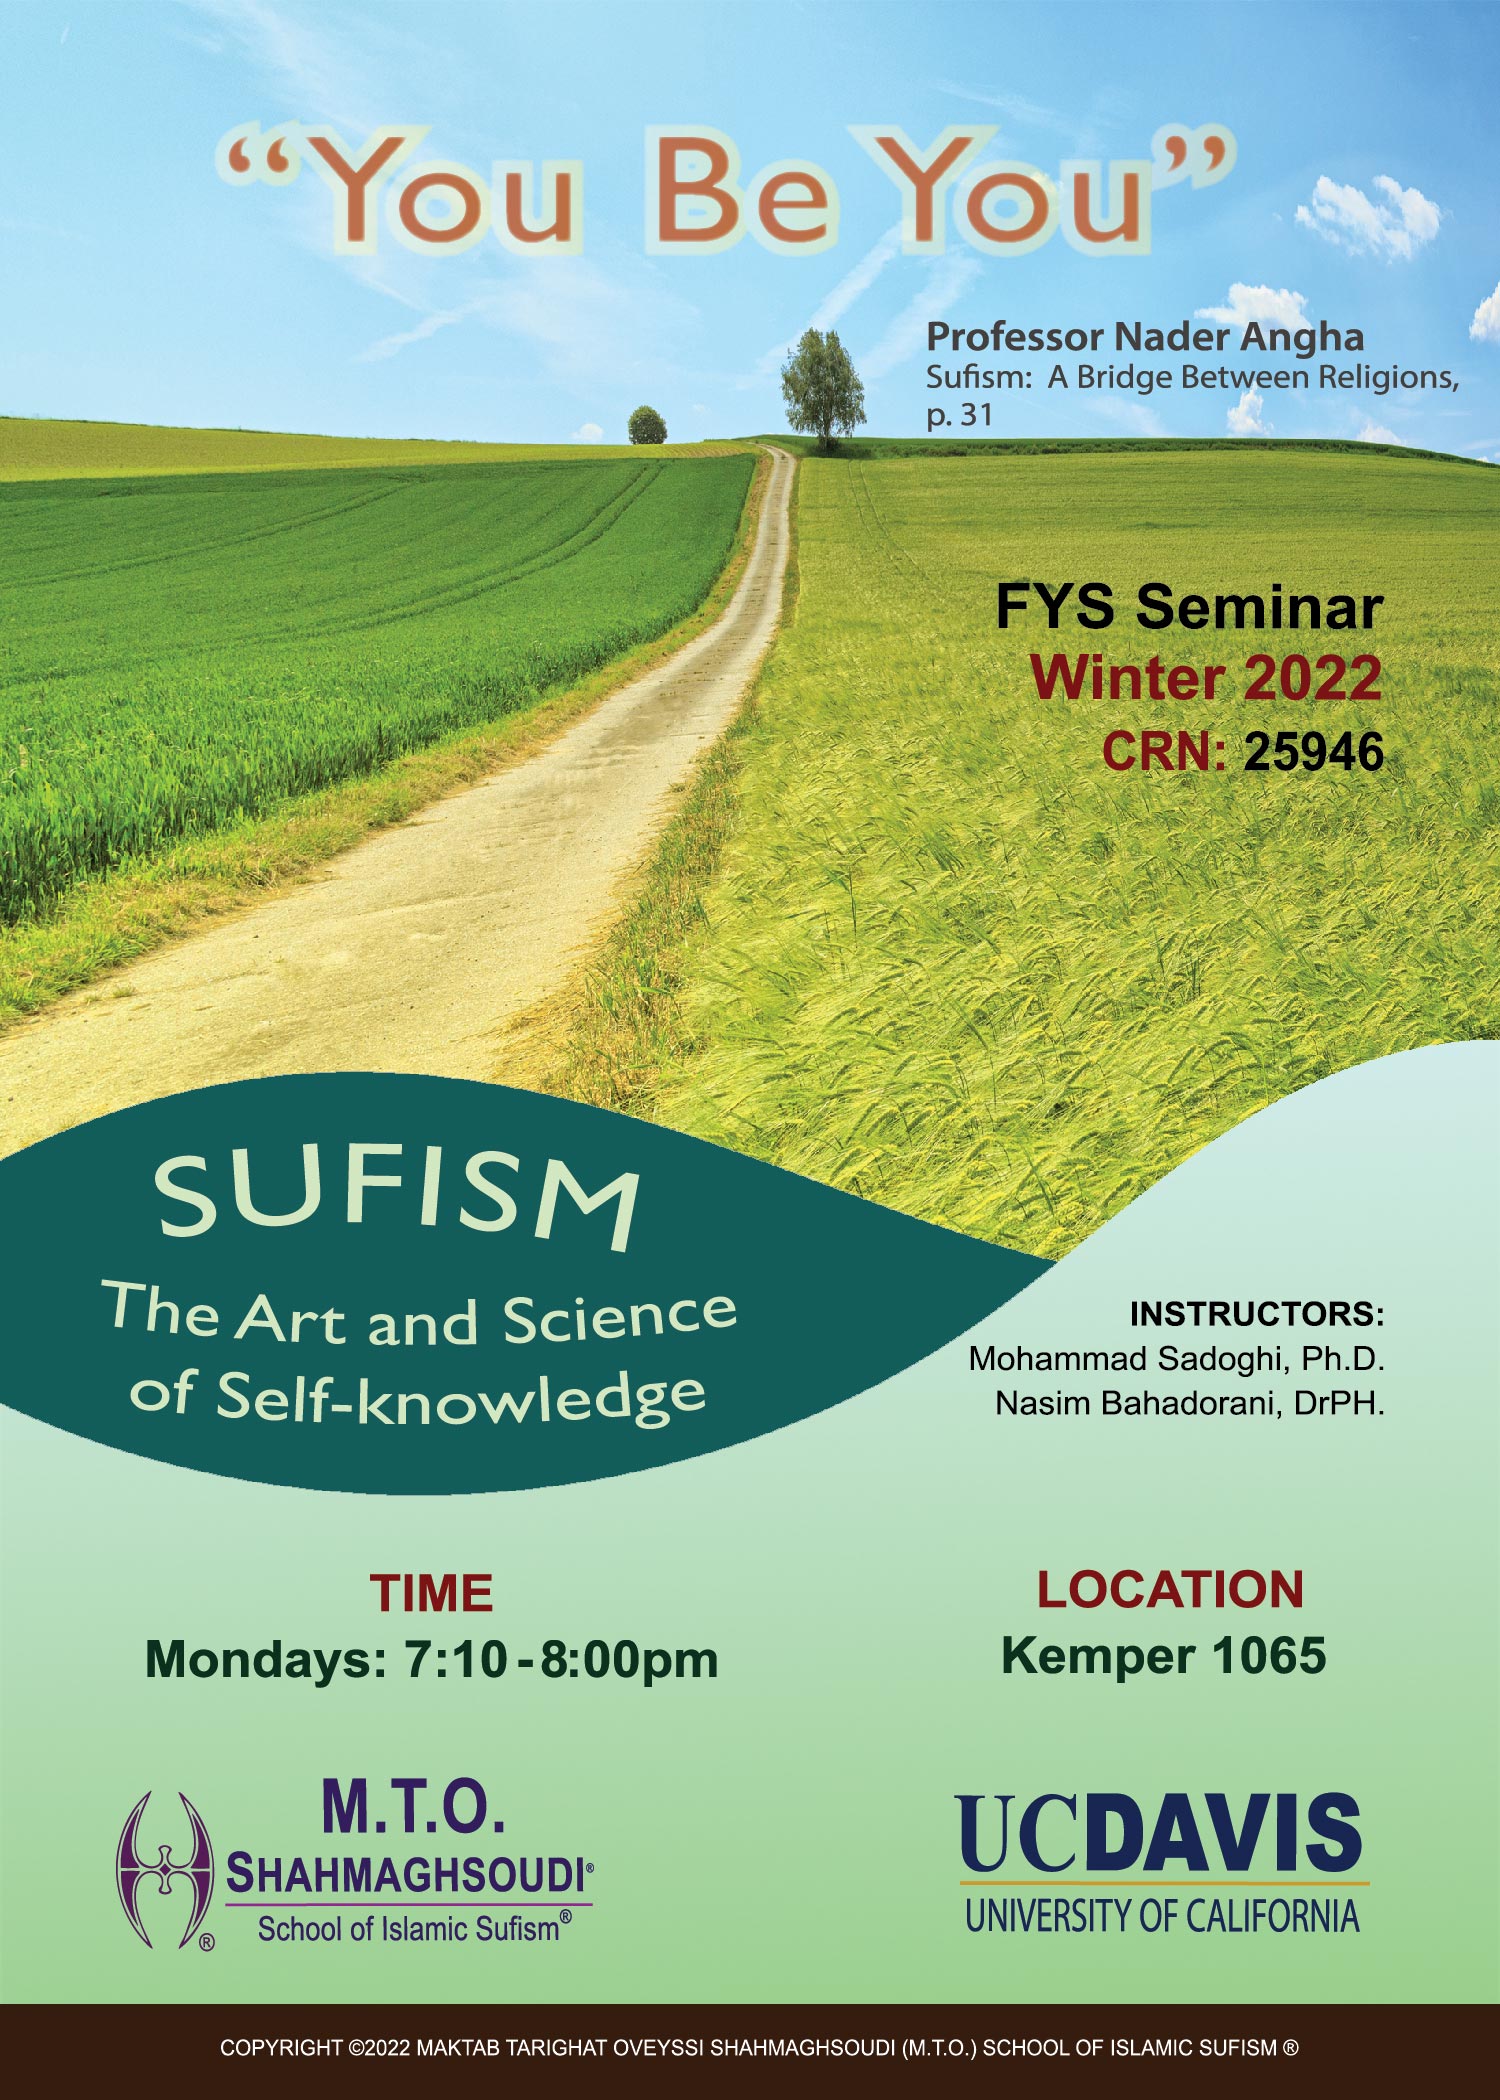 “You Be You”
Professor Nader Angha
Sufism: A Bridge Between Religions,
p. 31
FYS Seminar
Winter 2022
CRN: 25946
SUFISM
The Art and Science
of Self-knowledge
INSTRUCTORS:
Mohammad Sadoghi, Ph.D.
Nasim Bahadorani, DrPH.
TIME
Mondays: 7:10-8:00pm
LOCATION
Kemper 1065
M.T.O.
SHAHMAGHSOUDI®
School of Islamic Sufism®
®
UCDAVIS
UNIVERSITY OF CALIFORNIA
COPYRIGHT ©2022 MAKTAB TARIGHAT OVEYSSI SHAHMAGHSOUDI (M.T.O.) SCHOOL OF ISLAMIC SUFISM ®